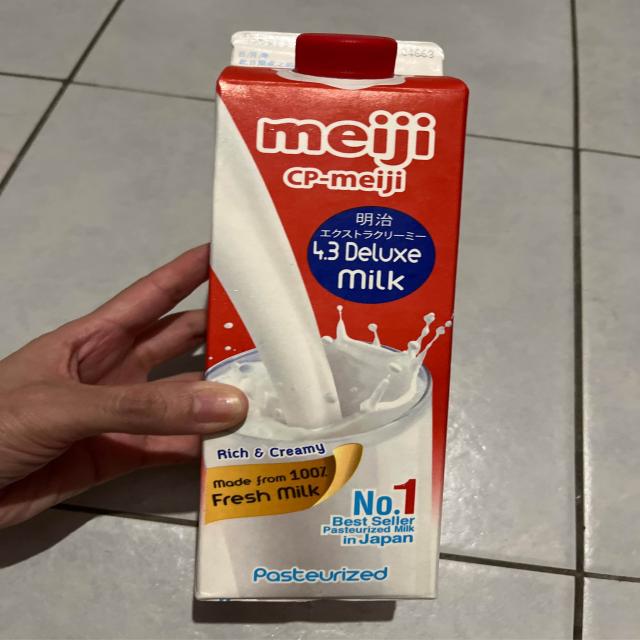 meiji
CP-meiji
明治
エクストラクリーミー
4.3 Deluxe
Milk
Rich & Creamy
Made from 100%
Fresh Milk
No.1
Best Seller
Pasteurized Milk
in Japan
Pasteurized